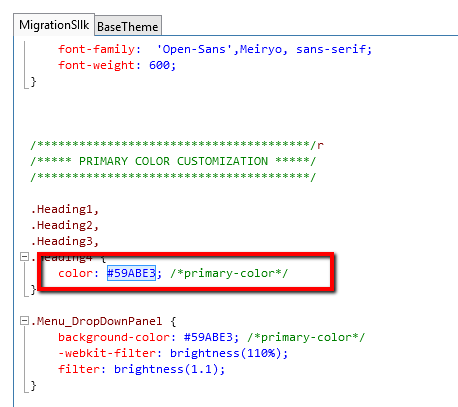 MigrationSIlk BaseTheme
font-family:  'Open-Sans',Meiryo, sans-serif;
font-weight: 600;
}
/***************************************/r
/***** PRIMARY COLOR CUSTOMIZATION *****/
/***************************************/
.Heading1,
.Heading2,
.Heading3,
.Heading4 {
color: #59ABE3; /*primary-color*/
}
.Menu_DropDownPanel {
background-color: #59ABE3; /*primary-color*/
-webkit-filter: brightness(110%);
filter: brightness(1.1);
}